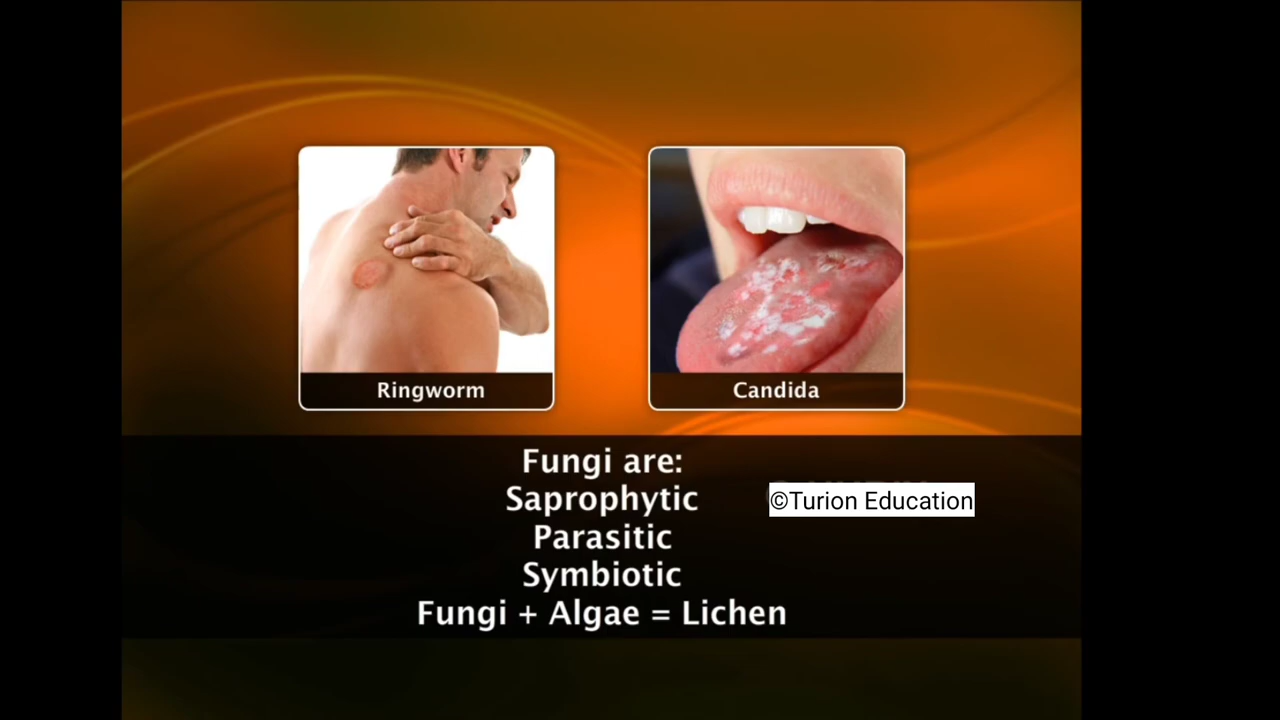 Ringworm
Candida
Fungi are:
Saprophytic
©Turion Education
Parasitic
Symbiotic
Fungi + Algae = Lichen